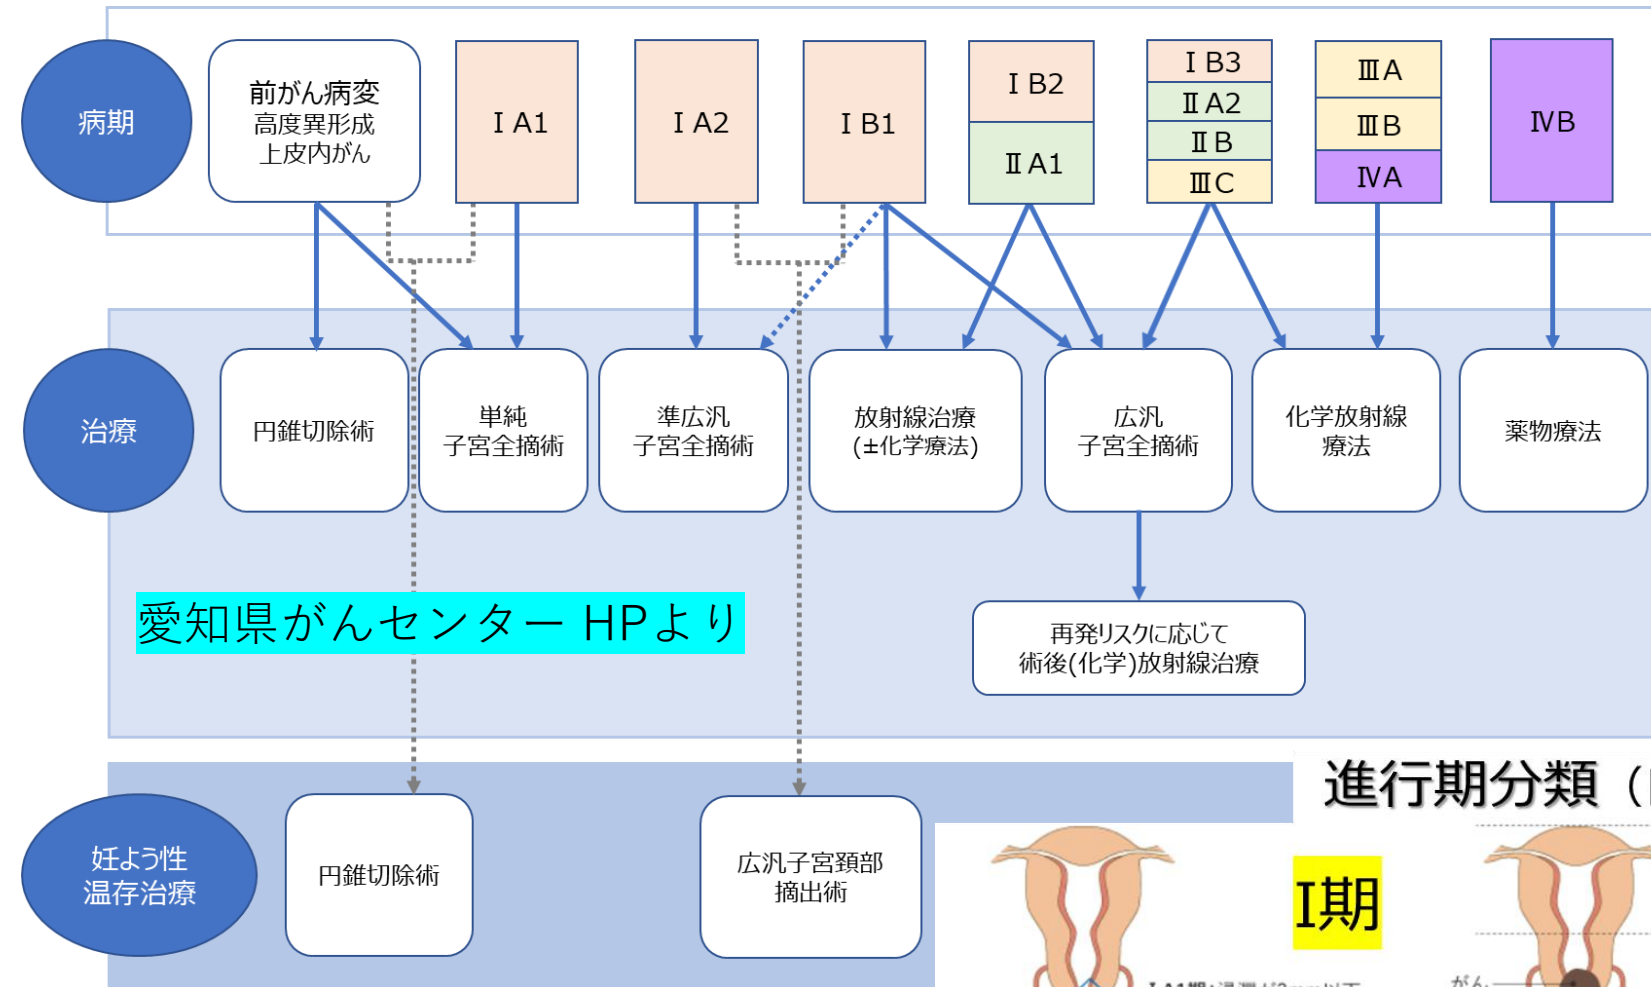 病期
前がん病変
高度異形成
上皮内がん
ⅠA1
ⅠA2
ⅠB1
ⅠB2
ⅡA1
ⅠB3
ⅡA2
ⅡB
ⅢC
ⅢA
ⅢB
ⅣA
ⅣB
治療
円錐切除術
単純
子宮全摘術
準広汎
子宮全摘術
放射線治療
(±化学療法)
広汎
子宮全摘術
化学放射線
療法
薬物療法
愛知県がんセンター HPより
再発リスクに応じて
術後(化学)放射線治療
進行期分類（
妊よう性
温存治療
円錐切除術
広汎子宮頚部
摘出術
Ⅰ期
がん